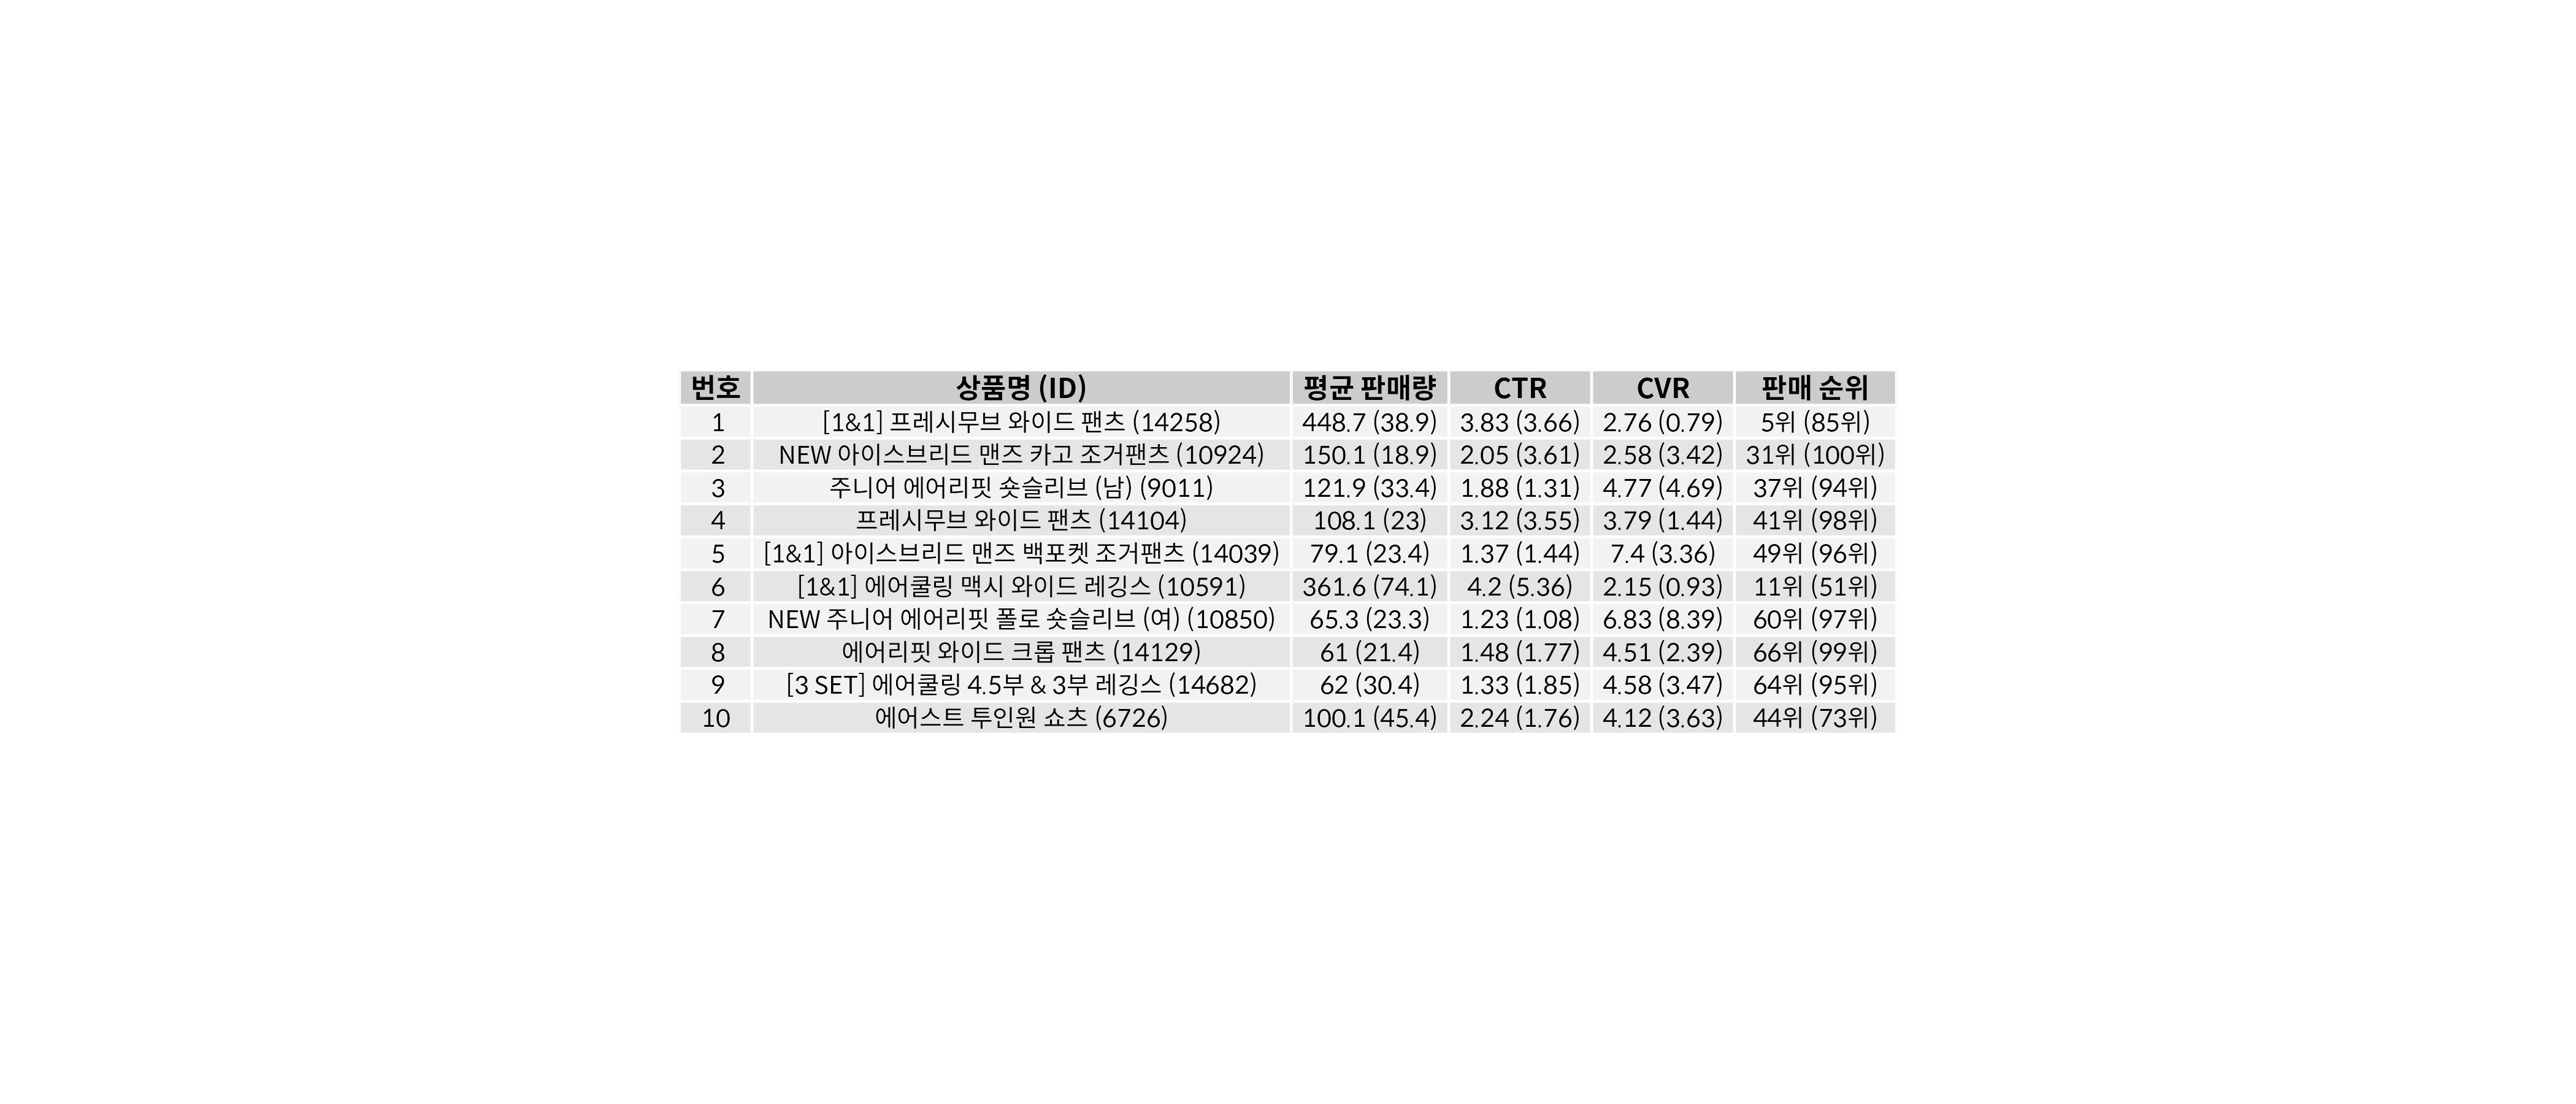 번호 상품명 (ID) 평균 판매량 CTR CVR 판매 순위
1 [1&1] 프레시무브 와이드 팬츠 (14258) 448.7 (38.9) 3.83 (3.66) 2.76 (0.79) 5위 (85위)
2 NEW 아이스브리드 맨즈 카고 조거팬츠 (10924) 150.1 (18.9) 2.05 (3.61) 2.58 (3.42) 31위 (100위)
3 주니어 에어리핏 숏슬리브 (남) (9011) 121.9 (33.4) 1.88 (1.31) 4.77 (4.69) 37위 (94위)
4 프레시무브 와이드 팬츠 (14104) 108.1 (23) 3.12 (3.55) 3.79 (1.44) 41위 (98위)
5 [1&1] 아이스브리드 맨즈 백포켓 조거팬츠 (14039) 79.1 (23.4) 1.37 (1.44) 7.4 (3.36) 49위 (96위)
6 [1&1] 에어쿨링 맥시 와이드 레깅스 (10591) 361.6 (74.1) 4.2 (5.36) 2.15 (0.93) 11위 (51위)
7 NEW 주니어 에어리핏 폴로 숏슬리브 (여) (10850) 65.3 (23.3) 1.23 (1.08) 6.83 (8.39) 60위 (97위)
8 에어리핏 와이드 크롭 팬츠 (14129) 61 (21.4) 1.48 (1.77) 4.51 (2.39) 66위 (99위)
9 [3 SET] 에어쿨링 4.5부 & 3부 레깅스 (14682) 62 (30.4) 1.33 (1.85) 4.58 (3.47) 64위 (95위)
10 에어스트 투인원 쇼츠 (6726) 100.1 (45.4) 2.24 (1.76) 4.12 (3.63) 44위 (73위)